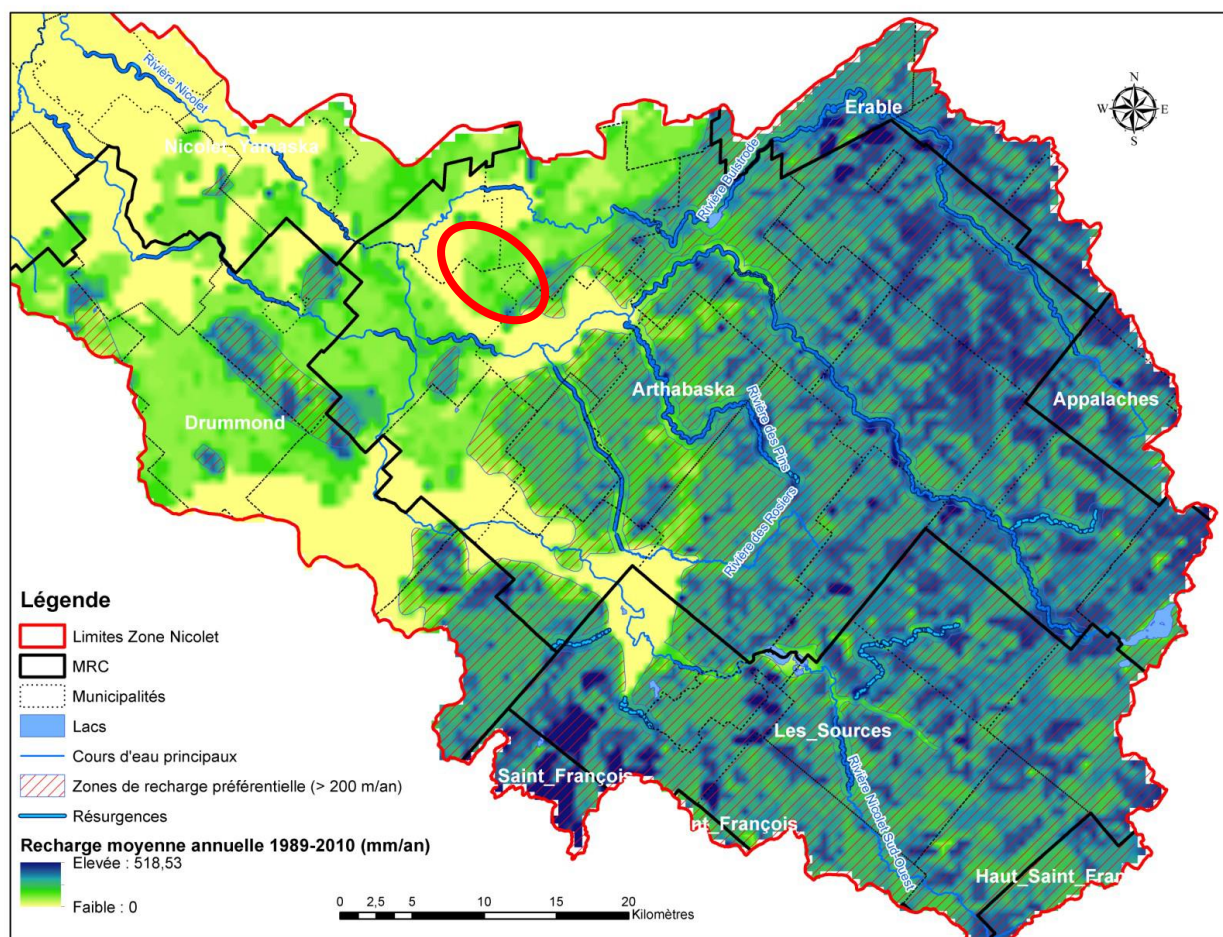 Rivière Nicolet
N
W E
S
Erable
Nicolet_Yamaska
Rivière Bulstrode
Arthabaska
Appalaches
Drummond
Rivière des Pins
Rivière des Rosiers
Les_Sources
Saint_François
nt_François
Rivière Nicolet Sud-Ouest
Haut_Saint_Fran
Légende
Limites Zone Nicolet
MRC
Municipalités
Lacs
Cours d'eau principaux
Zones de recharge préférentielle (> 200 m/an)
Résurgences
Recharge moyenne annuelle 1989-2010 (mm/an)
Elevée : 518,53
Faible : 0
0 2,5 5 10 15 20
Kilomètres